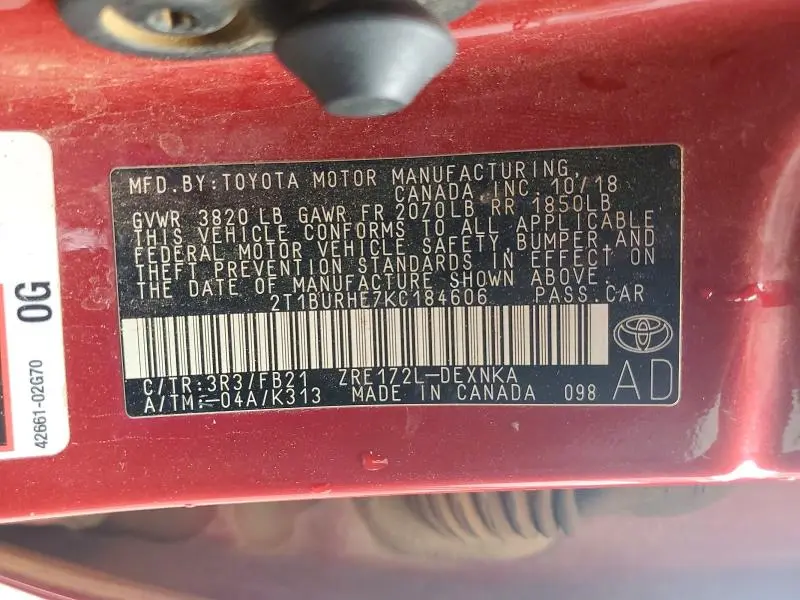 MFD.BY:TOYOTA MOTOR MANUFACTURING,
CANADA, INC. 10/18
GVWR 3820 LB GAWR FR 2070LB RR 1850LB
THIS VEHICLE CONFORMS TO ALL APPLICABLE
FEDERAL MOTOR VEHICLE SAFETY, BUMPER,AND
THEFT PREVENTION STANDARDS IN EFFECT ON
THE DATE OF MANUFACTURE SHOWN ABOVE.
2T1BURHE7KC184606 PASS.CAR
C/TR:3R3/FB21 ZRE172L-DEXNKA
A/TM:-04A/K313 MADE IN CANADA 098
AD
0G
42661-02G70